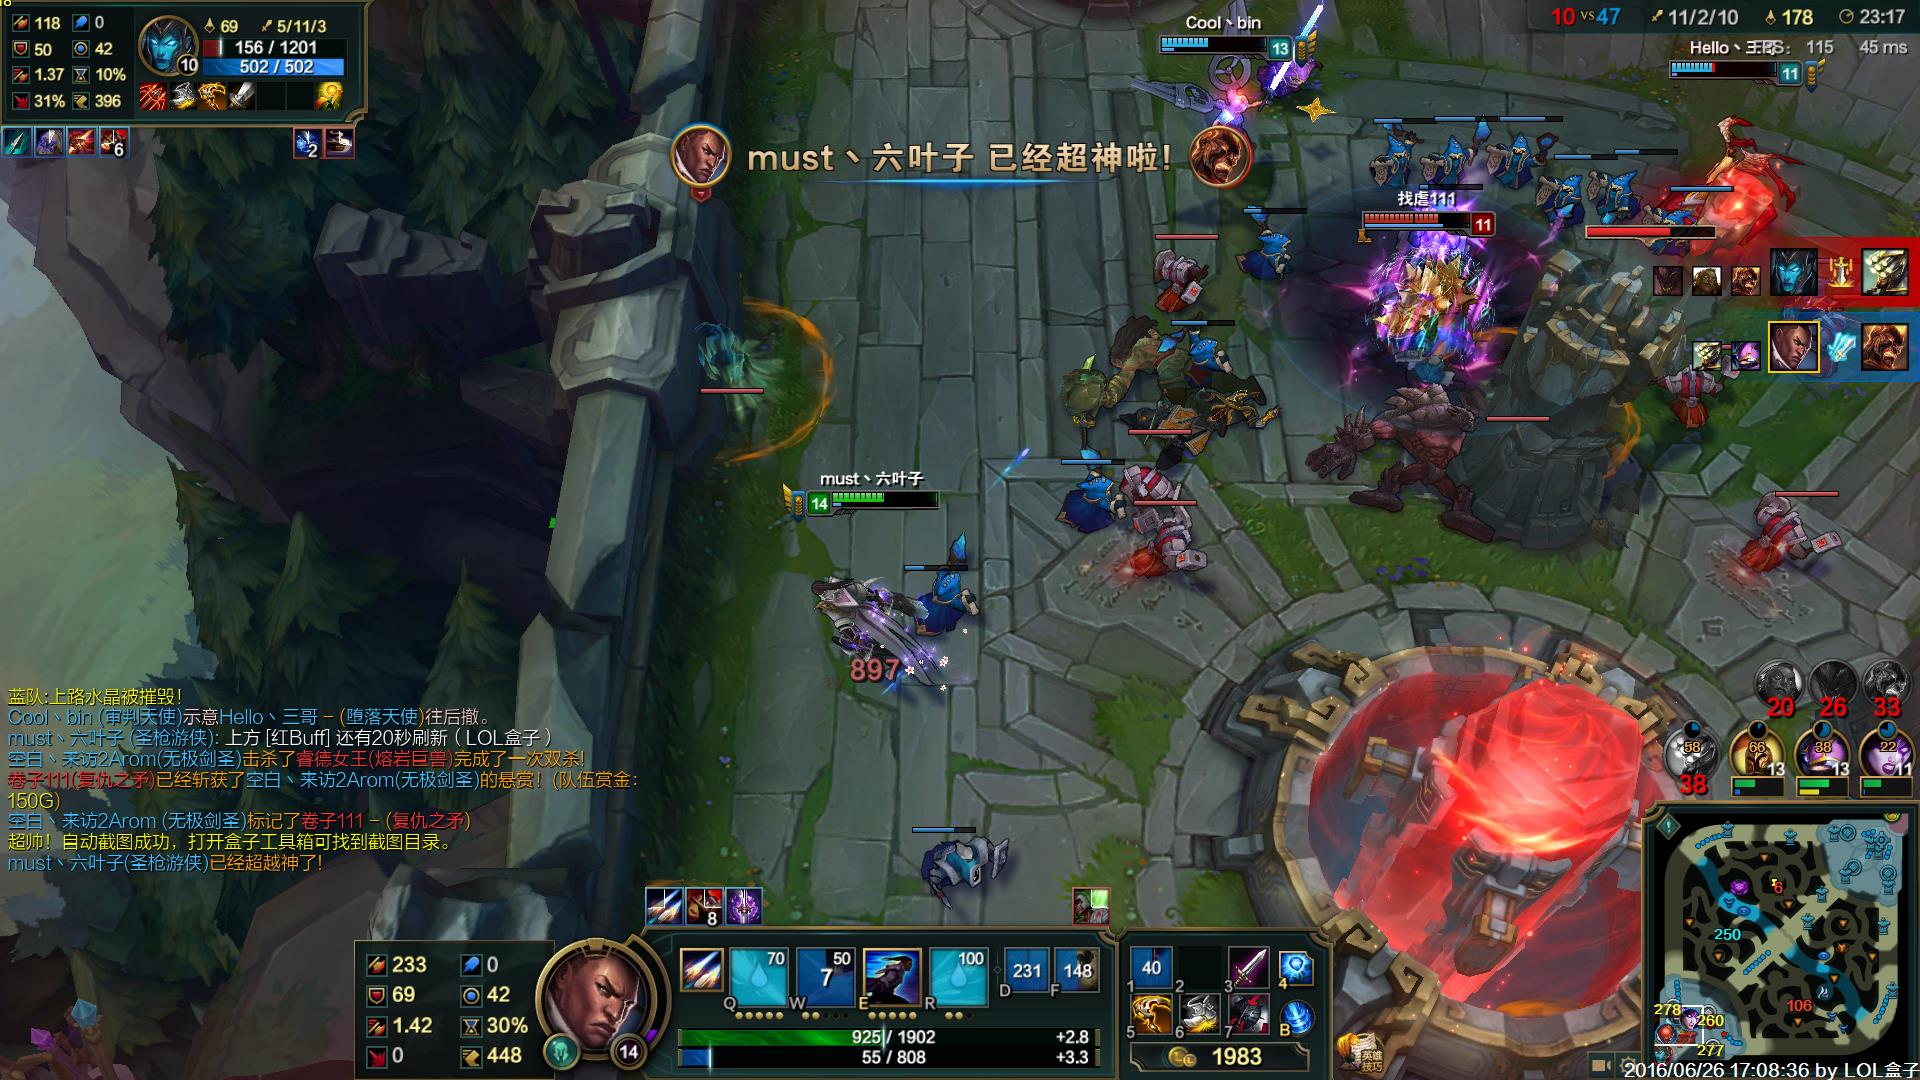 118 0
50 42
1.37 10%
31% 396
69 5/11/3
156 / 1201
502 / 502
10
6
2
Cool丶bin
13
10 vs 47 11/2/10 178 23:17
Hello丶三哥
FPS: 115 45 ms
11
must丶六叶子 已经超神啦!
找虐111
11
must丶六叶子
14
897
蓝队:上路水晶被摧毁!
Cool丶bin (审判天使)示意Hello丶三哥 - (堕落天使)往后撤。
must丶六叶子 (圣枪游侠): 上方 [红Buff] 还有20秒刷新 ( LOL盒子 )
空白丶来访2Arom(无极剑圣)击杀了睿德女王(熔岩巨兽)完成了一次双杀!
卷子111(复仇之矛)已经斩获了空白丶来访2Arom(无极剑圣)的悬赏! (队伍赏金:
150G)
空白丶来访2Arom (无极剑圣)标记了卷子111 - (复仇之矛)
超帅! 自动截图成功, 打开盒子工具箱可找到截图目录。
must丶六叶子(圣枪游侠)已经超越神了!
20 26 33
58 66 38 22
38 13 13 11
8
233 0
69 42
1.42 30%
0 448
14
70 50 100
7
Q W E R D F
231 148
925 / 1902 +2.8
55 / 808 +3.3
40
1 2 3 4
5 6 7 B
1983
英雄
技巧
6
250
106
278 260
277
2016/06/26 17:08:36 by LOL盒子